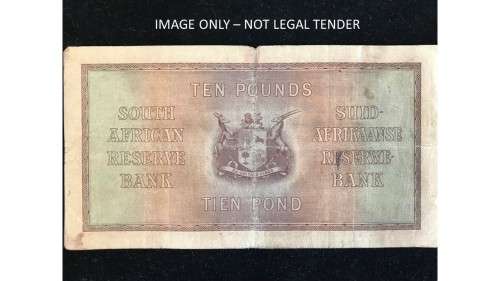 IMAGE ONLY – NOT LEGAL TENDER
TEN POUNDS
SOUTH
AFRICAN
RESERVE
BANK
SUID-
AFRIKAANSE
RESERWE-
BANK
TIEN POND